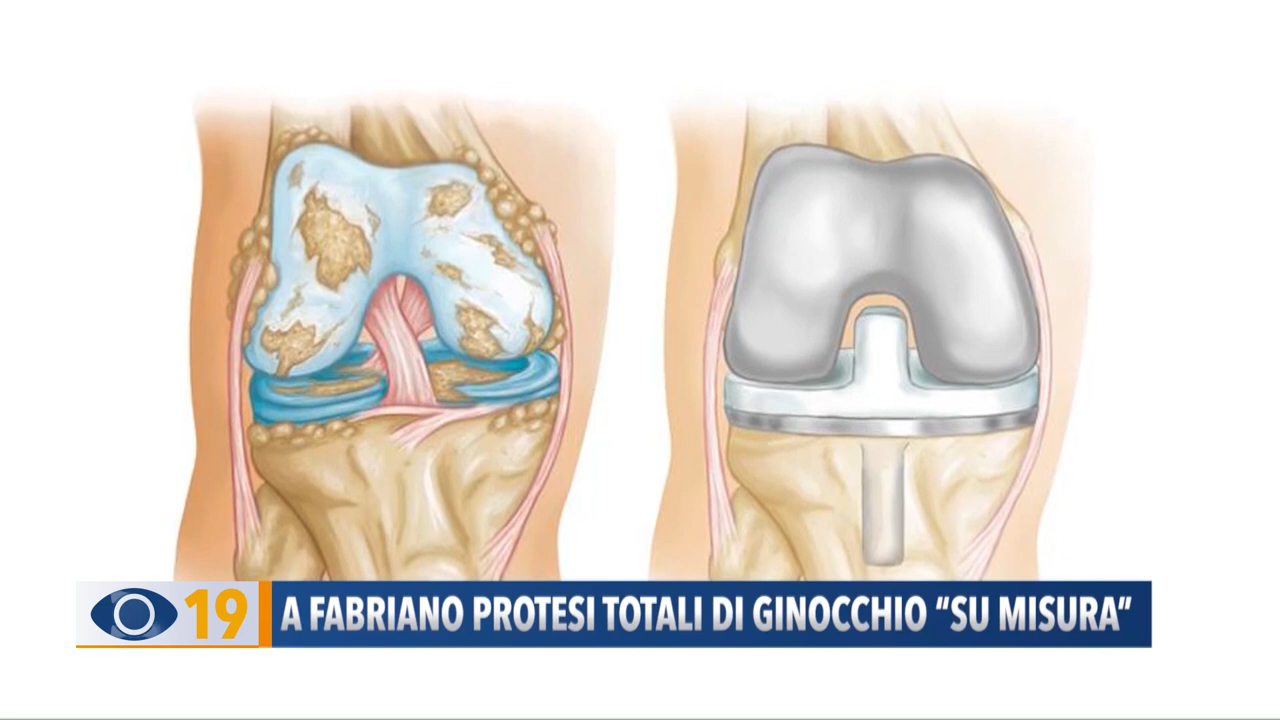 19
A FABRIANO PROTESI TOTALI DI GINOCCHIO “SU MISURA”